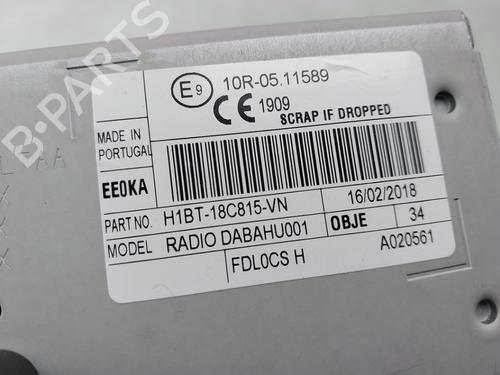 E9 10R-05.11589
CE 1909
SCRAP IF DROPPED
MADE IN
PORTUGAL
EE0KA
PART NO. H1BT-18C815-VN 16/02/2018
MODEL RADIO DABAHU001 OBJE 34
FDL0CS H A020561
B-PARTS